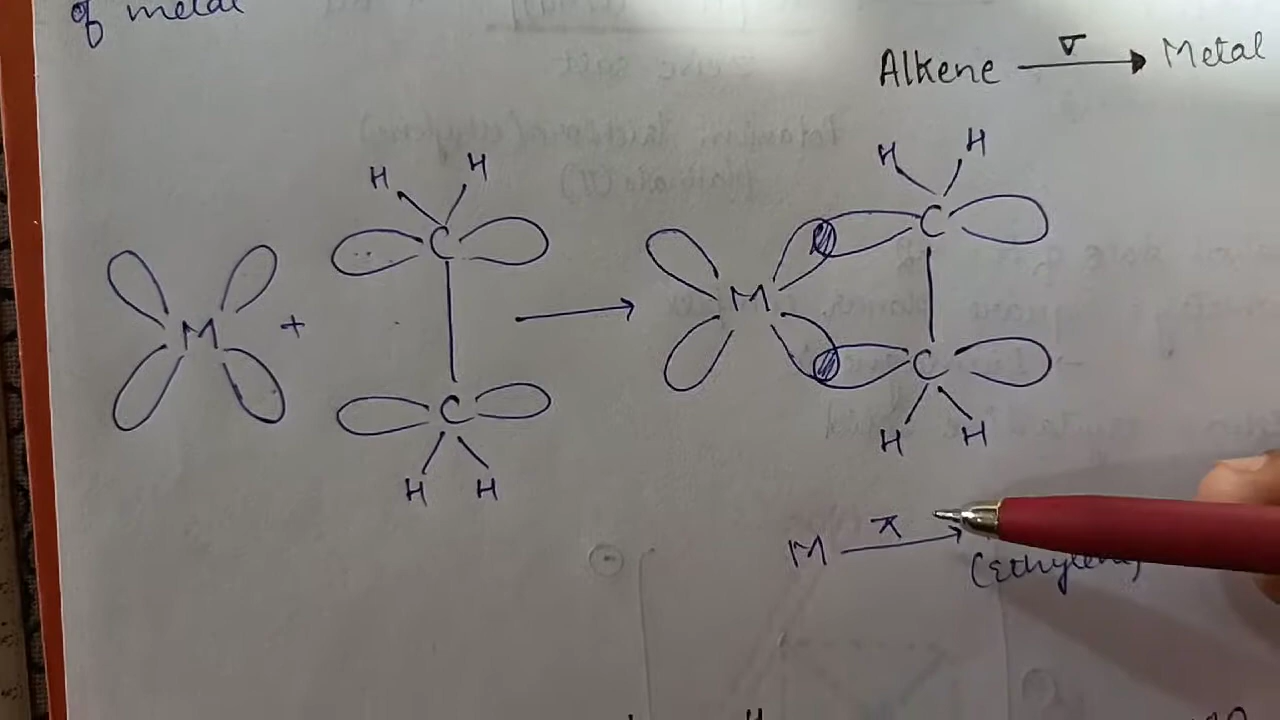 of metal
Alkene σ Metal
H H H H
C C
M + M
C C
H H H H
M π
(Ethylene)